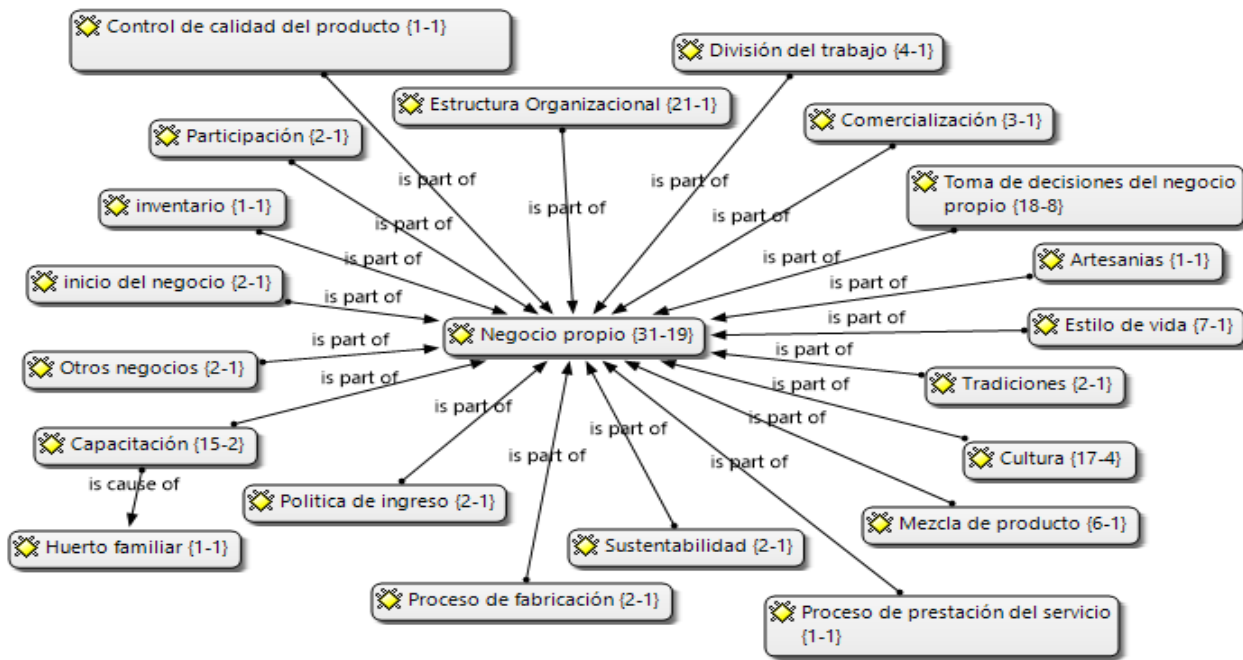 Control de calidad del producto {1-1}
División del trabajo {4-1}
Estructura Organizacional {21-1}
Comercialización {3-1}
Participación {2-1}
Toma de decisiones del negocio
propio {18-8}
is part of
is part of
is part of
inventario {1-1}
is part of
is part of
is part of
is part of
Artesanias {1-1}
inicio del negocio {2-1}
is part of
is part of
is part of
Estilo de vida {7-1}
Negocio propio {31-19}
is part of
is part of
Otros negocios {2-1}
is part of
Tradiciones {2-1}
is part of
is part of
is part of
is part of
Capacitación {15-2}
is part of
is part of
Cultura {17-4}
is cause of
Politica de ingreso {2-1}
Mezcla de producto {6-1}
Huerto familiar {1-1}
Sustentabilidad {2-1}
Proceso de fabricación {2-1}
Proceso de prestación del servicio
{1-1}